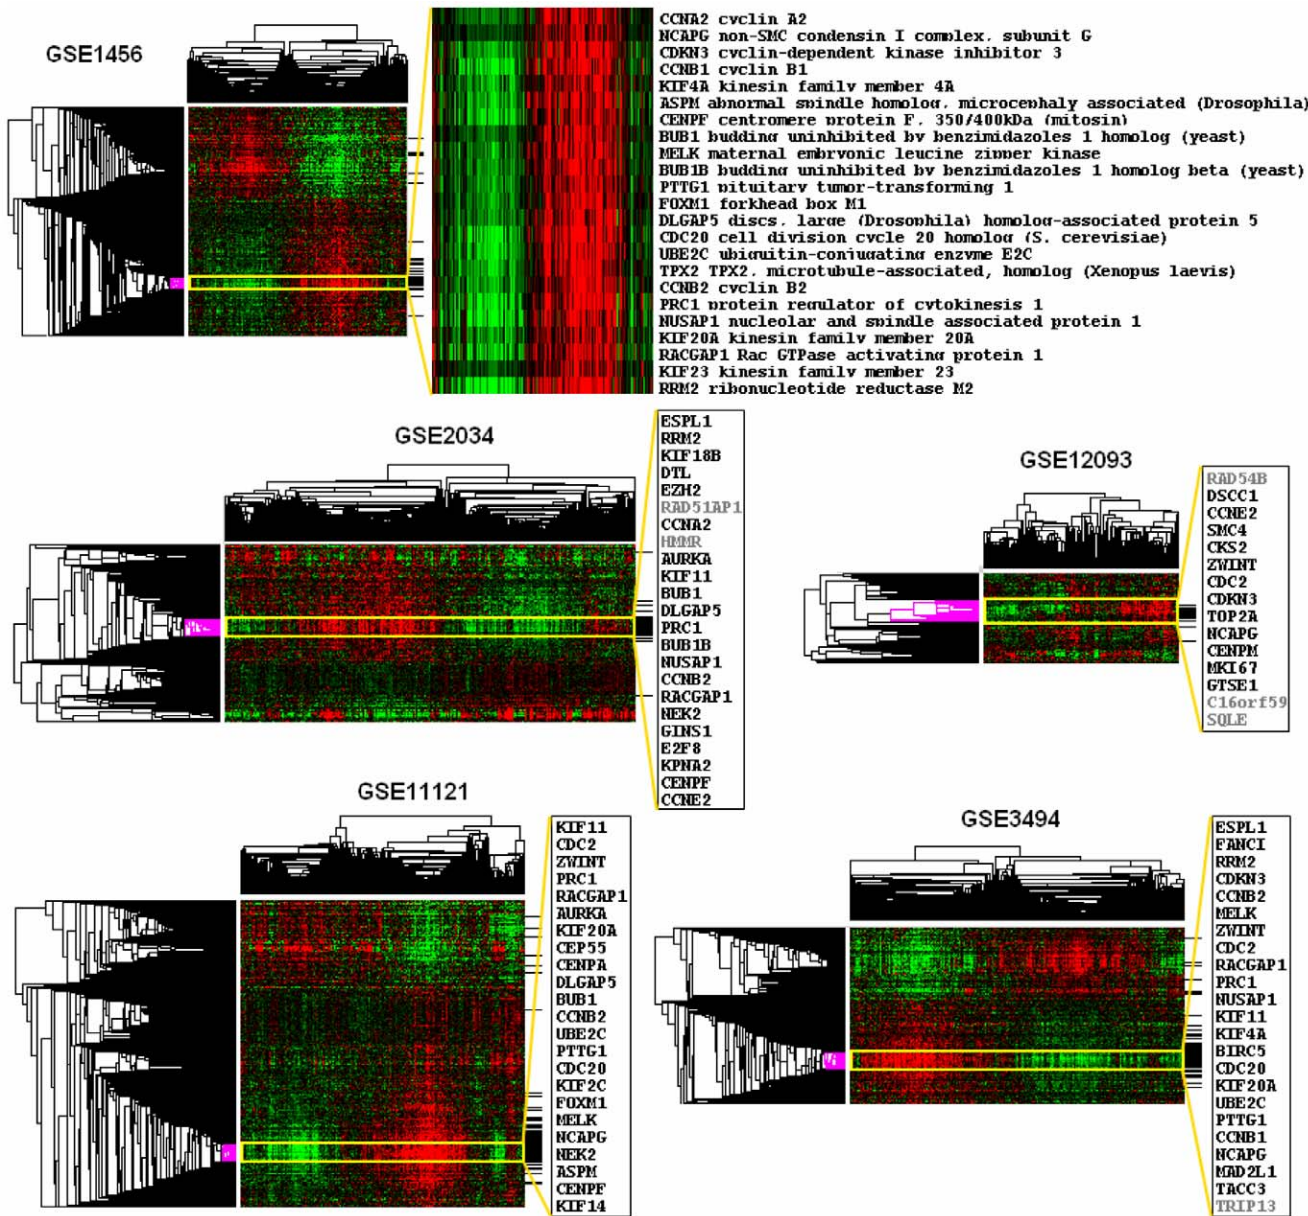 GSE1456
CCNA2 cyclin A2
NCAPG non-SMC condensin I complex, subunit G
CDKN3 cyclin-dependent kinase inhibitor 3
CCNB1 cyclin B1
KIF4A kinesin family member 4A
ASPM abnormal spindle homolog, microcephaly associated (Drosophila)
CENPF centromere protein F, 350/400kDa (mitosin)
BUB1 budding uninhibited by benzimidazoles 1 homolog (yeast)
MELK maternal embryonic leucine zipper kinase
BUB1B budding uninhibited by benzimidazoles 1 homolog beta (yeast)
PTTG1 pituitary tumor-transforming 1
FOXM1 forkhead box M1
DLGAP5 discs, large (Drosophila) homolog-associated protein 5
CDC20 cell division cycle 20 homolog (S. cerevisiae)
UBE2C ubiquitin-conjugating enzyme E2C
TPX2 TPX2, microtubule-associated, homolog (Xenopus laevis)
CCNB2 cyclin B2
PRC1 protein regulator of cytokinesis 1
NUSAP1 nucleolar and spindle associated protein 1
KIF20A kinesin family member 20A
RACGAP1 Rac GTPase activating protein 1
KIF23 kinesin family member 23
RRM2 ribonucleotide reductase M2
GSE2034
ESPL1
RRM2
KIF18B
DTL
EZH2
RAD51AP1
CCNA2
HMMR
AURKA
KIF11
BUB1
DLGAP5
PRC1
BUB1B
NUSAP1
CCNB2
RACGAP1
NEK2
GINS1
E2F8
KPNA2
CENPF
CCNE2
GSE12093
RAD54B
DSCC1
CCNE2
SMC4
CKS2
ZWINT
CDC2
CDKN3
TOP2A
NCAPG
CENPM
MKI67
GTSE1
C16orf59
SQLE
GSE11121
KIF11
CDC2
ZWINT
PRC1
RACGAP1
AURKA
KIF20A
CEP55
CENPA
DLGAP5
BUB1
CCNB2
UBE2C
PTTG1
CDC20
KIF2C
FOXM1
MELK
NCAPG
NEK2
ASPM
CENPF
KIF14
GSE3494
ESPL1
FANCI
RRM2
CDKN3
CCNB2
MELK
ZWINT
CDC2
RACGAP1
PRC1
NUSAP1
KIF11
KIF4A
BIRC5
CDC20
KIF20A
UBE2C
PTTG1
CCNB1
NCAPG
MAD2L1
TACC3
TRIP13